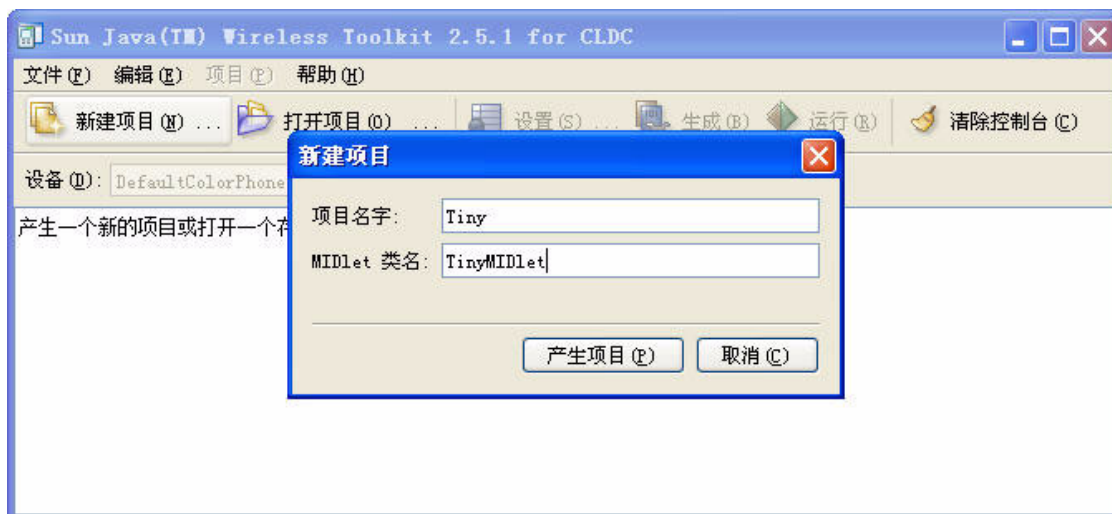 Sun Java(TM) Wireless Toolkit 2.5.1 for CLDC
文件(F) 编辑(E) 项目(P) 帮助(H)
新建项目(N) ... 打开项目(O) ... 设置(S) ... 生成(B) 运行(R) 清除控制台(C)
新建项目
设备(D): DefaultColorPhone
产生一个新的项目或打开一个存
项目名字: Tiny
MIDlet 类名: TinyMIDlet
产生项目(P) 取消(C)